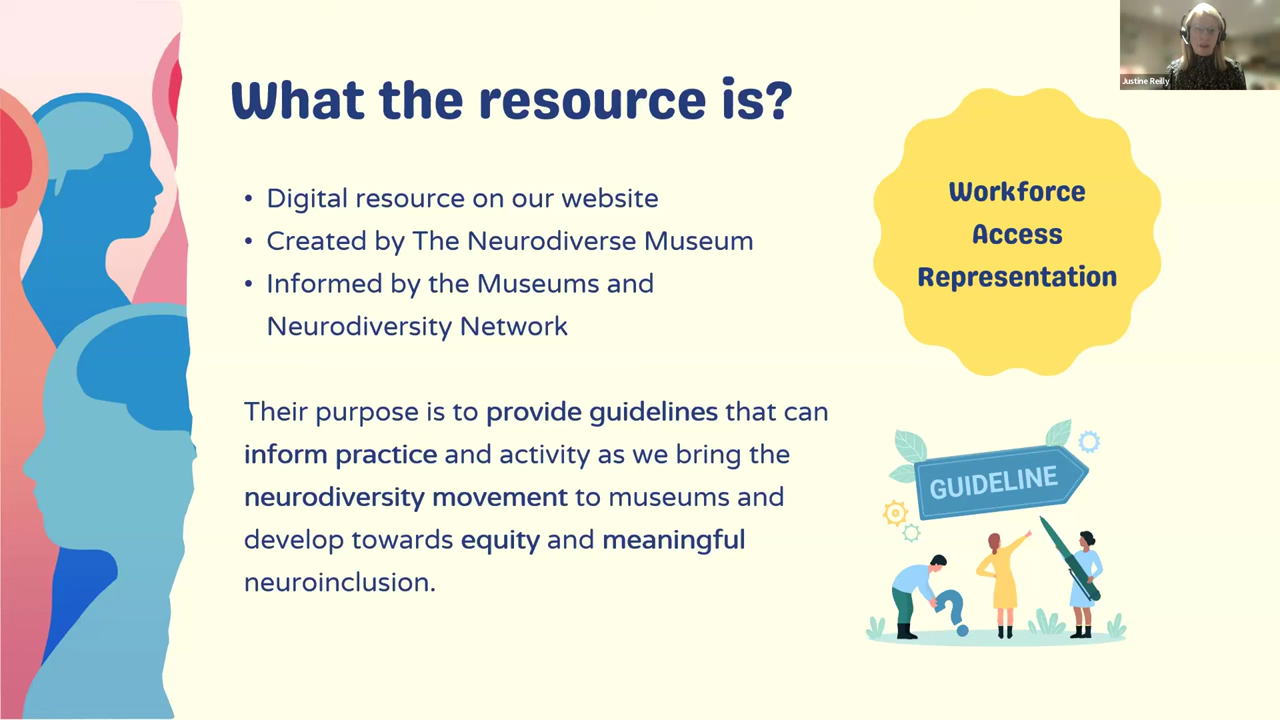 What the resource is?
• Digital resource on our website
• Created by The Neurodiverse Museum
• Informed by the Museums and
Neurodiversity Network
Their purpose is to provide guidelines that can
inform practice and activity as we bring the
neurodiversity movement to museums and
develop towards equity and meaningful
neuroinclusion.
Workforce
Access
Representation
GUIDELINE
Justine Reilly